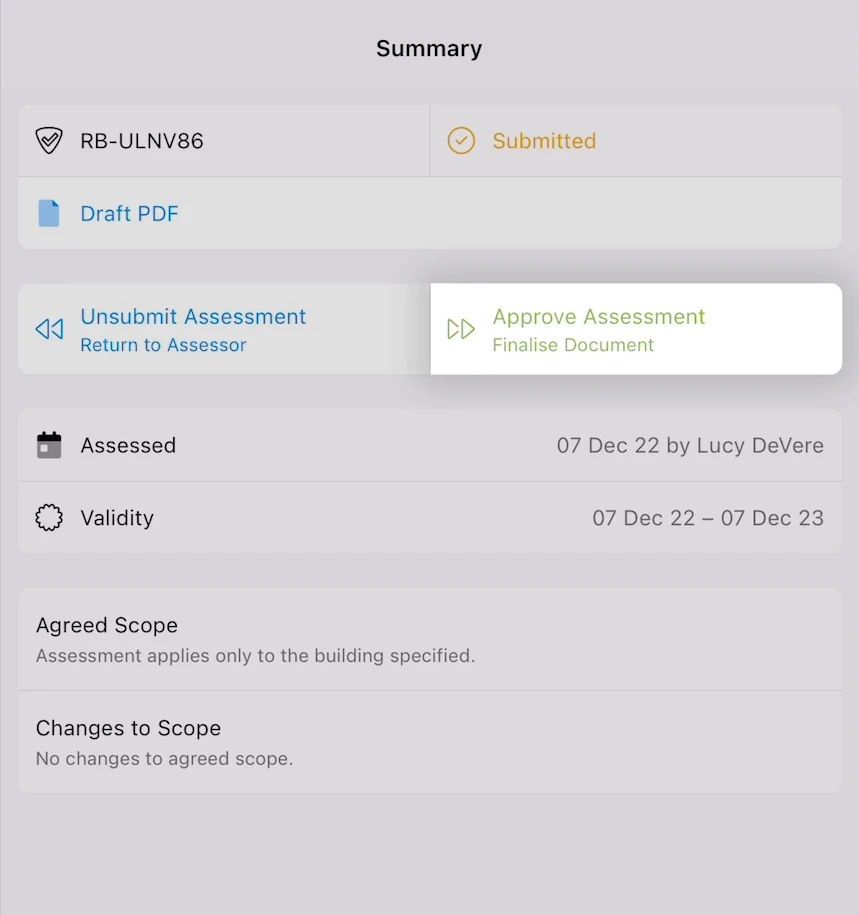 Summary
RB-ULNV86
Submitted
Draft PDF
Unsubmit Assessment
Return to Assessor
Approve Assessment
Finalise Document
Assessed
07 Dec 22 by Lucy DeVere
Validity
07 Dec 22 – 07 Dec 23
Agreed Scope
Assessment applies only to the building specified.
Changes to Scope
No changes to agreed scope.